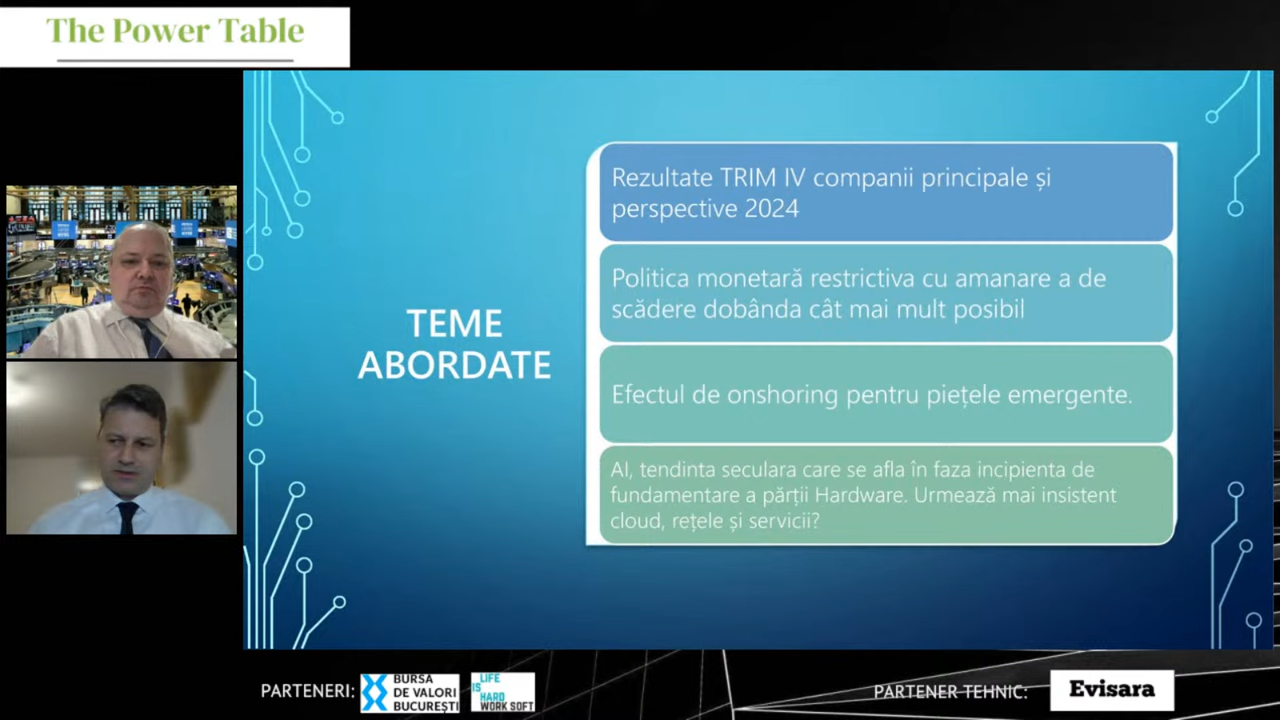 The Power Table
TEME
ABORDATE
Rezultate TRIM IV companii principale și
perspective 2024
Politica monetară restrictiva cu amanare a de
scădere dobânda cât mai mult posibil
Efectul de onshoring pentru piețele emergente.
AI, tendinta seculara care se afla în faza incipienta de
fundamentare a părții Hardware. Urmează mai insistent
cloud, rețele și servicii?
PARTENERI:
BURSA
DE VALORI
BUCUREȘTI
LIFE
IS
HARD
WORK SOFT
PARTENER TEHNIC:
Evisara